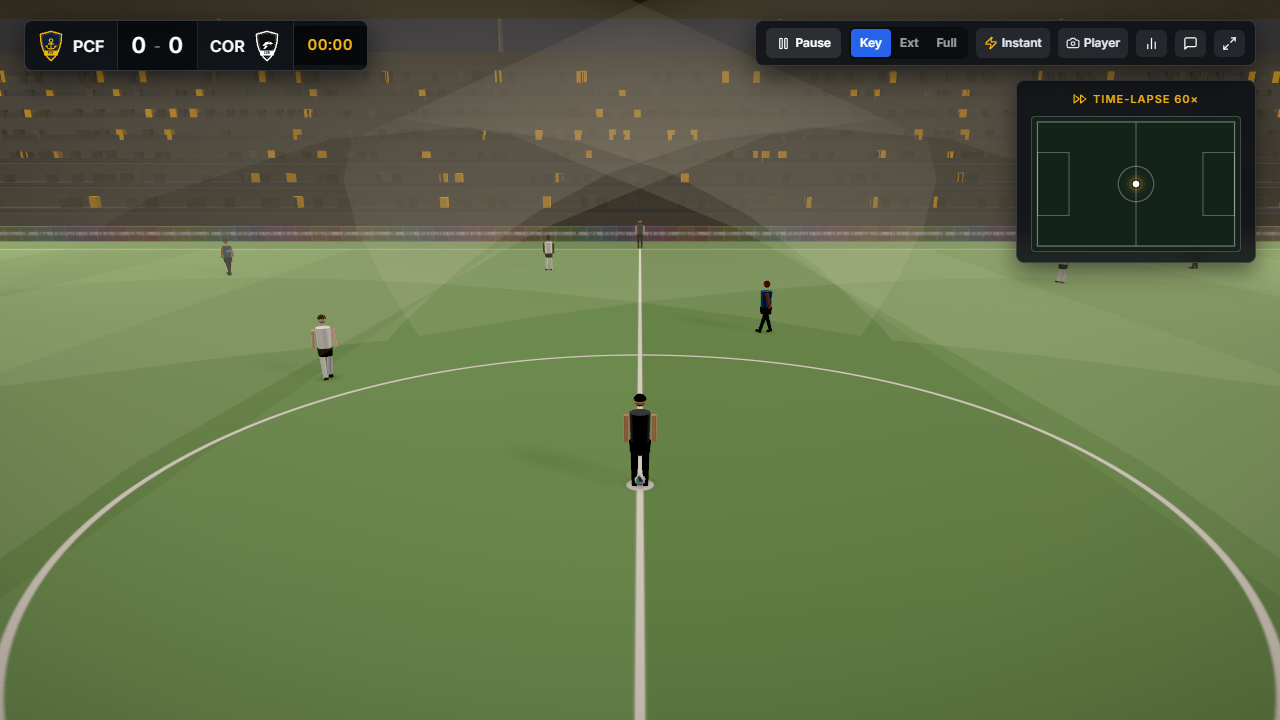 PCF 0 - 0 COR 00:00
Pause Key Ext Full Instant Player
TIME-LAPSE 60×